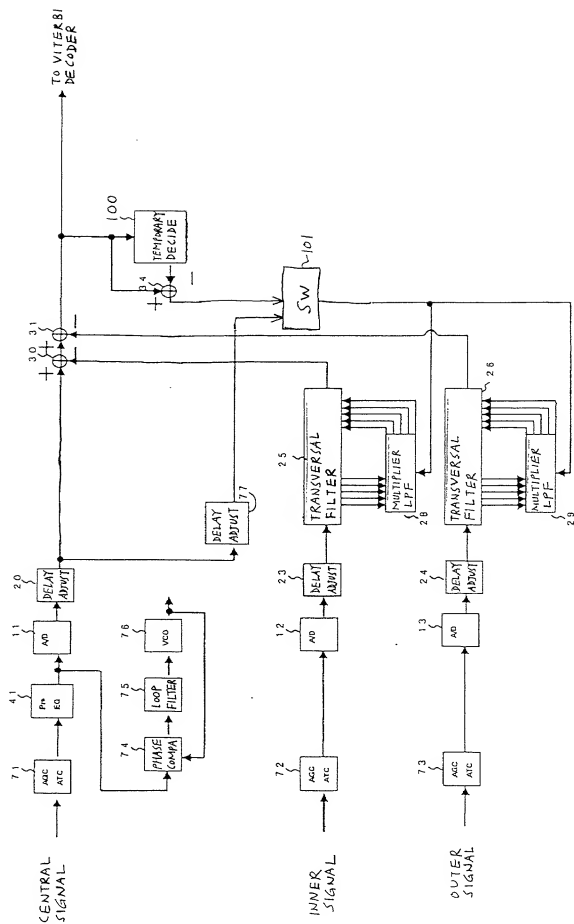 CENTRAL
SIGNAL
71
AGC
ATC
41
Pre
EQ
11
A/D
20
DELAY
ADJUST
+
30
-
+
31
-
TO VITERBI
DECODER
100
TEMPORARY
DECIDE
+
34
-
101
SW
DELAY
ADJUST
77
74
PHASE
COMPA
75
LOOP
FILTER
76
VCO
INNER
SIGNAL
72
AGC
ATC
12
A/D
23
DELAY
ADJUST
25
TRANSVERSAL
FILTER
MULTIPLIER
LPF
28
OUTER
SIGNAL
73
AGC
ATC
13
A/D
24
DELAY
ADJUST
TRANSVERSAL
FILTER
26
MULTIPLIER
LPF
29